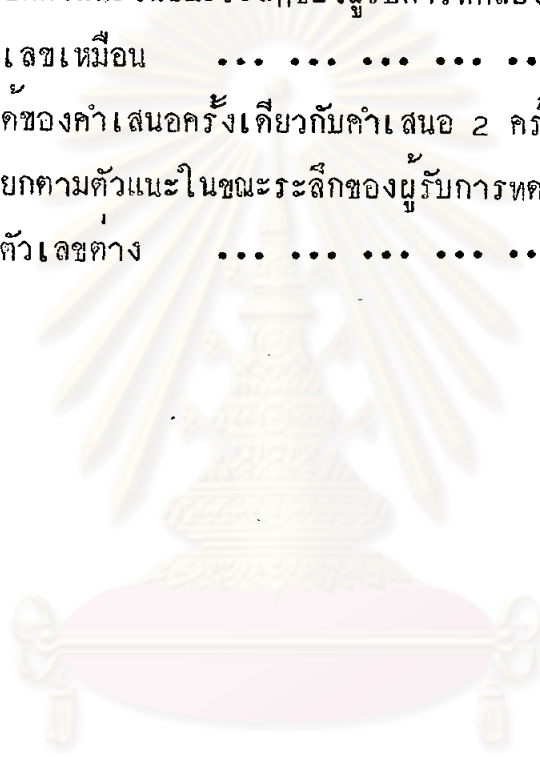 เลขเหมือน ... ... ... ... ..
ด้ของคำเสนอครั้งเดียวกับคำเสนอ 2 คร
ยกตามตัวแนะในขณะระลึกของผู้รับการทด
ตัวเลขต่าง ... ... ... ... ..